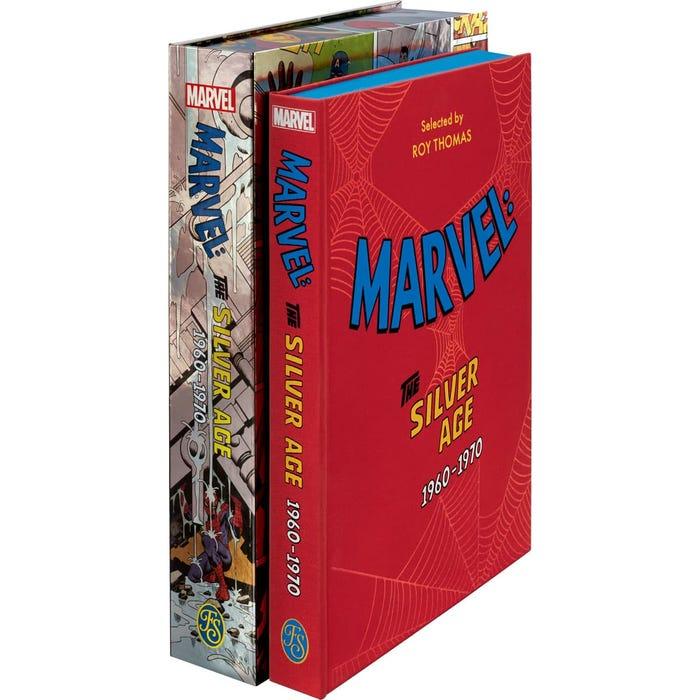 MARVEL
MARVEL:
THE
SILVER AGE
1960-1970
FS
MARVEL
MARVEL:
THE
SILVER AGE
1960-1970
FS
Selected by
ROY THOMAS
MARVEL:
THE
SILVER
AGE
1960-1970